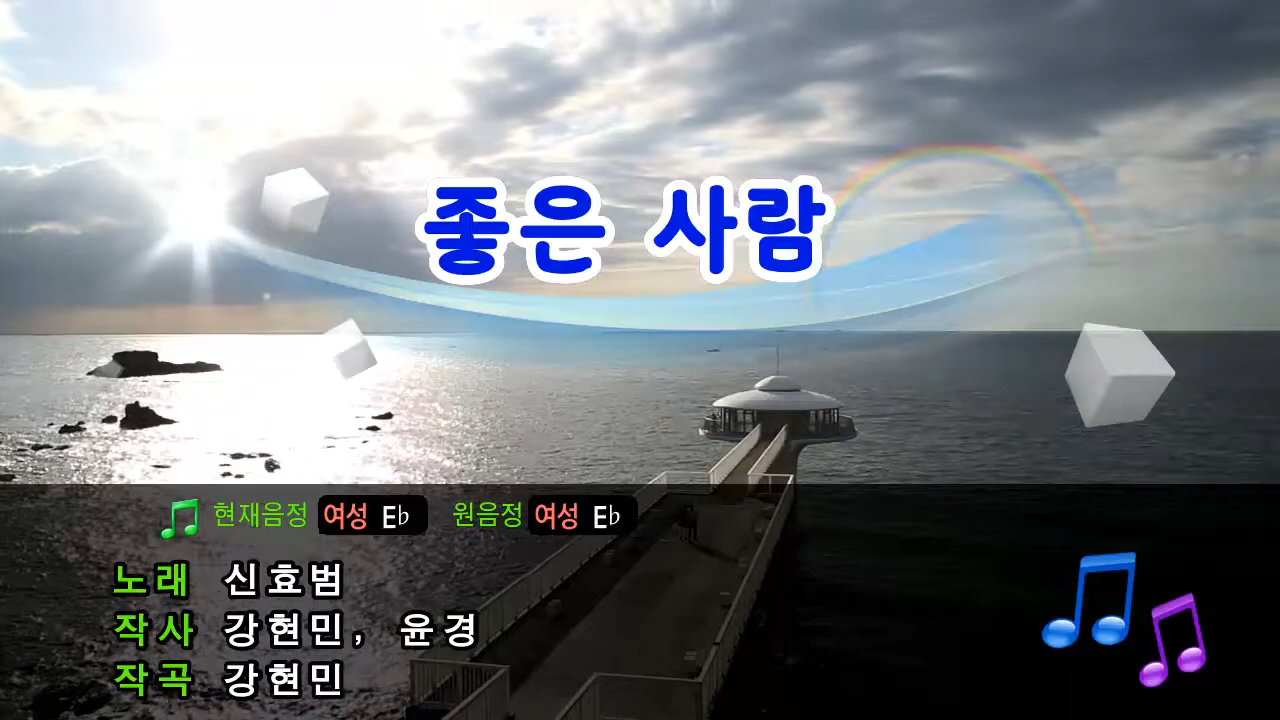 좋은 사람
현재음정 여성 E♭ 원음정 여성 E♭
노래 신효범
작사 강현민, 윤경
작곡 강현민